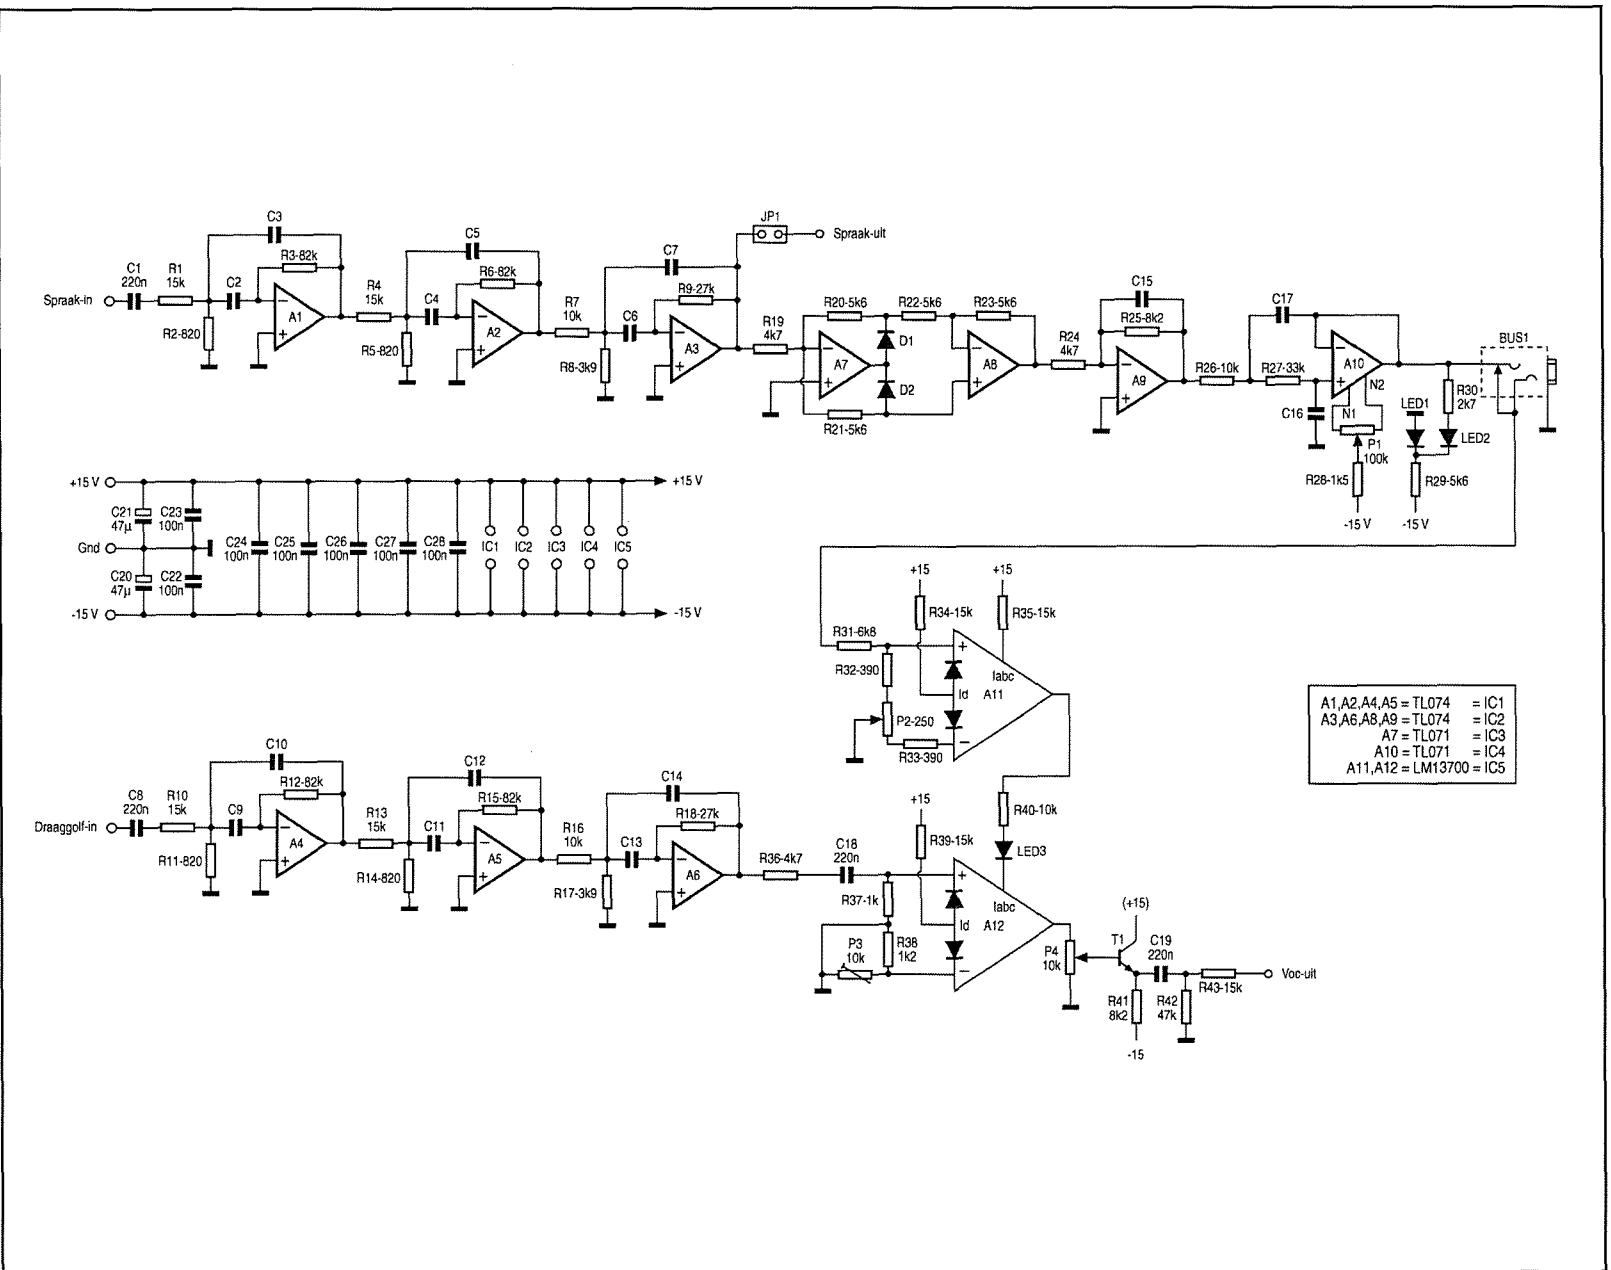 C3
R3-82k
C1
220n
R1
15k
C2
Spraak-in
R2-820
−
+
A1
R4
15k
C5
R6-82k
C4
R5-820
−
+
A2
R7
10k
C7
R9-27k
C6
R8-3k9
−
+
A3
JP1
Spraak-uit
R19
4k7
R20-5k6
R22-5k6
R23-5k6
D1
D2
−
+
A7
R21-5k6
−
+
A8
R24
4k7
C15
R25-8k2
−
+
A9
R26-10k
C17
R27-33k
C16
−
+
A10
N2
N1
P1
100k
R28-1k5
-15 V
LED1
R30
2k7
LED2
R29-5k6
-15 V
BUS1
+15 V
+15 V
C21
47µ
C23
100n
Gnd
C20
47µ
C22
100n
-15 V
-15 V
C24
100n
C25
100n
C26
100n
C27
100n
C28
100n
IC1
IC2
IC3
IC4
IC5
+15
+15
R34-15k
R35-15k
R31-6k8
R32-390
+
Iabc
Id
A11
P2-250
−
R33-390
A1,A2,A4,A5 = TL074 = IC1
A3,A6,A8,A9 = TL074 = IC2
A7 = TL071 = IC3
A10 = TL071 = IC4
A11,A12 = LM13700 = IC5
C10
R12-82k
C8
220n
R10
15k
C9
Draaggolf-in
R11-820
−
+
A4
R13
15k
C12
R15-82k
C11
R14-820
−
+
A5
R16
10k
C14
R18-27k
C13
R17-3k9
−
+
A6
R36-4k7
C18
220n
+15
R39-15k
R40-10k
LED3
R37-1k
+
Iabc
Id
A12
P3
10k
R38
1k2
−
P4
10k
(+15)
T1
C19
220n
R41
8k2
R42
47k
R43-15k
Voc-uit
-15